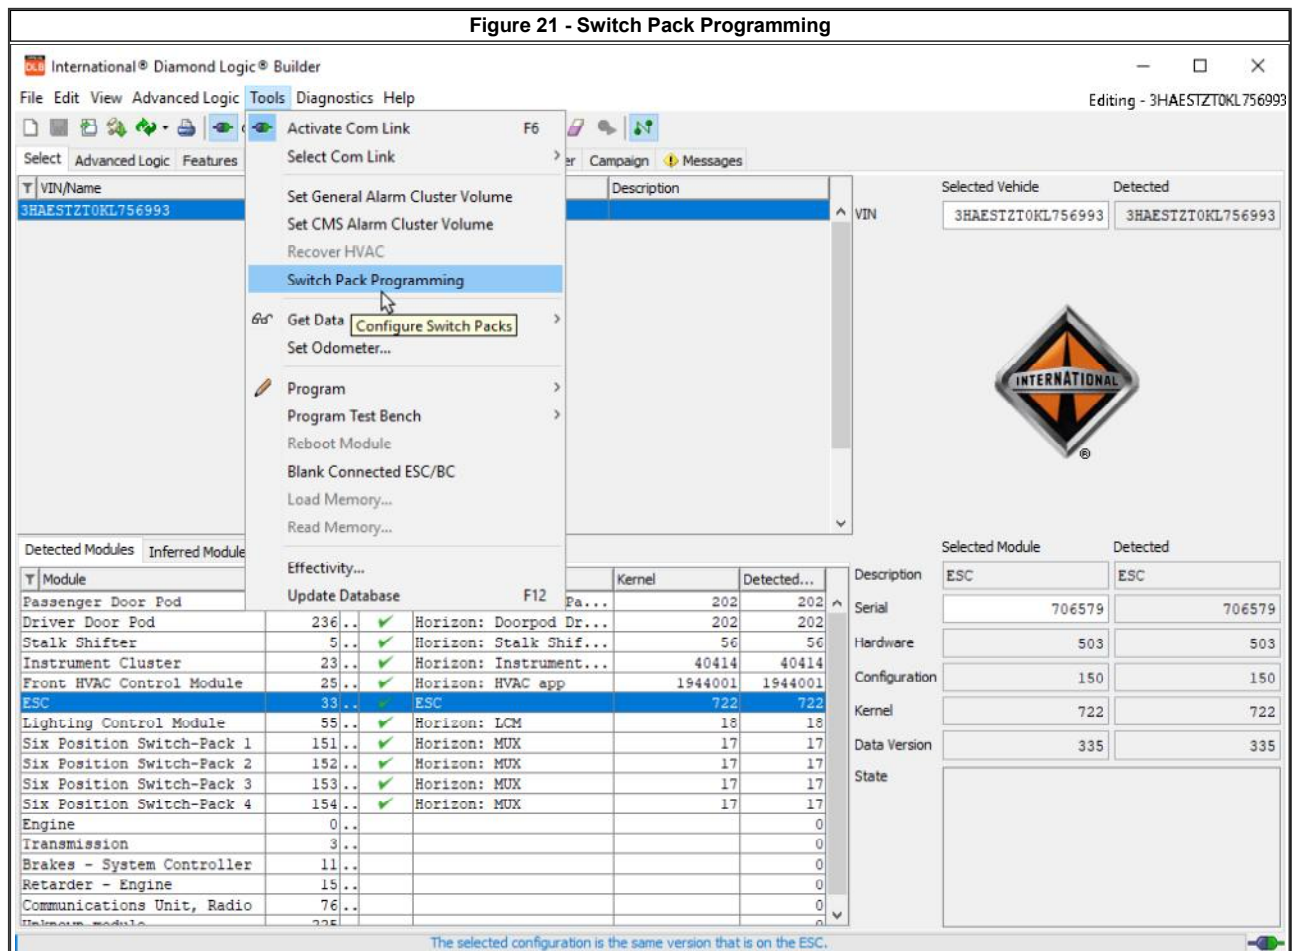 Figure 21 - Switch Pack Programming
DLB International® Diamond Logic® Builder
File Edit View Advanced Logic Tools Diagnostics Help
Editing - 3HAESTZT0KL756993
Activate Com Link F6
Select Com Link
Set General Alarm Cluster Volume
Set CMS Alarm Cluster Volume
Recover HVAC
Switch Pack Programming
Get Data
Configure Switch Packs
Set Odometer...
Program
Program Test Bench
Reboot Module
Blank Connected ESC/BC
Load Memory...
Read Memory...
Effectivity...
Update Database F12
Select Advanced Logic Features er Campaign Messages
VIN/Name Description
3HAESTZT0KL756993
Selected Vehicle Detected
VIN 3HAESTZT0KL756993 3HAESTZT0KL756993
INTERNATIONAL
®
Detected Modules Inferred Module
Module Kernel Detected...
Passenger Door Pod Pa... 202 202
Driver Door Pod 236.. Horizon: Doorpod Dr... 202 202
Stalk Shifter 5.. Horizon: Stalk Shif... 56 56
Instrument Cluster 23.. Horizon: Instrument... 40414 40414
Front HVAC Control Module 25.. Horizon: HVAC app 1944001 1944001
ESC 33.. ESC 722 722
Lighting Control Module 55.. Horizon: LCM 18 18
Six Position Switch-Pack 1 151.. Horizon: MUX 17 17
Six Position Switch-Pack 2 152.. Horizon: MUX 17 17
Six Position Switch-Pack 3 153.. Horizon: MUX 17 17
Six Position Switch-Pack 4 154.. Horizon: MUX 17 17
Engine 0.. 0
Transmission 3.. 0
Brakes - System Controller 11.. 0
Retarder - Engine 15.. 0
Communications Unit, Radio 76.. 0
Selected Module Detected
Description ESC ESC
Serial 706579 706579
Hardware 503 503
Configuration 150 150
Kernel 722 722
Data Version 335 335
State
The selected configuration is the same version that is on the ESC.